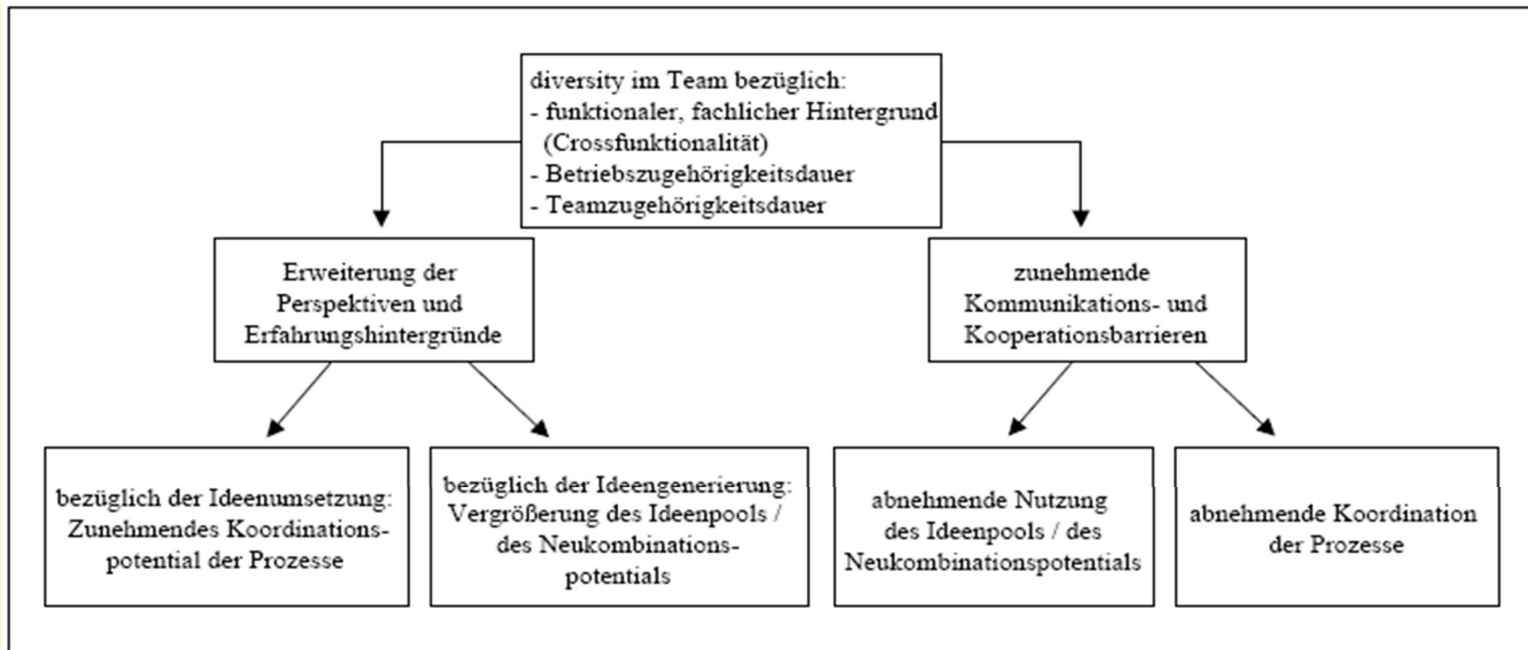 diversity im Team bezüglich:
- funktionaler, fachlicher Hintergrund
(Crossfunktionalität)
- Betriebszugehörigkeitsdauer
- Teamzugehörigkeitsdauer
Erweiterung der
Perspektiven und
Erfahrungshintergründe
zunehmende
Kommunikations- und
Kooperationsbarrieren
bezüglich der Ideenumsetzung:
Zunehmendes Koordinations-
potential der Prozesse
bezüglich der Ideengenerierung:
Vergrößerung des Ideenpools /
des Neukombinations-
potentials
abnehmende Nutzung
des Ideenpools / des
Neukombinationspotentials
abnehmende Koordination
der Prozesse